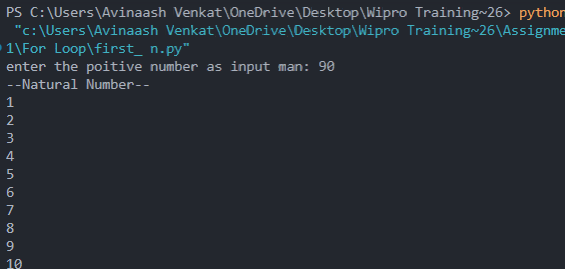 PS C:\Users\Avinaash Venkat\OneDrive\Desktop\Wipro Training~26> python
"c:\Users\Avinaash Venkat\OneDrive\Desktop\Wipro Training~26\Assignme
1\For Loop\first_ n.py"
enter the poitive number as input man: 90
--Natural Number--
1
2
3
4
5
6
7
8
9
10